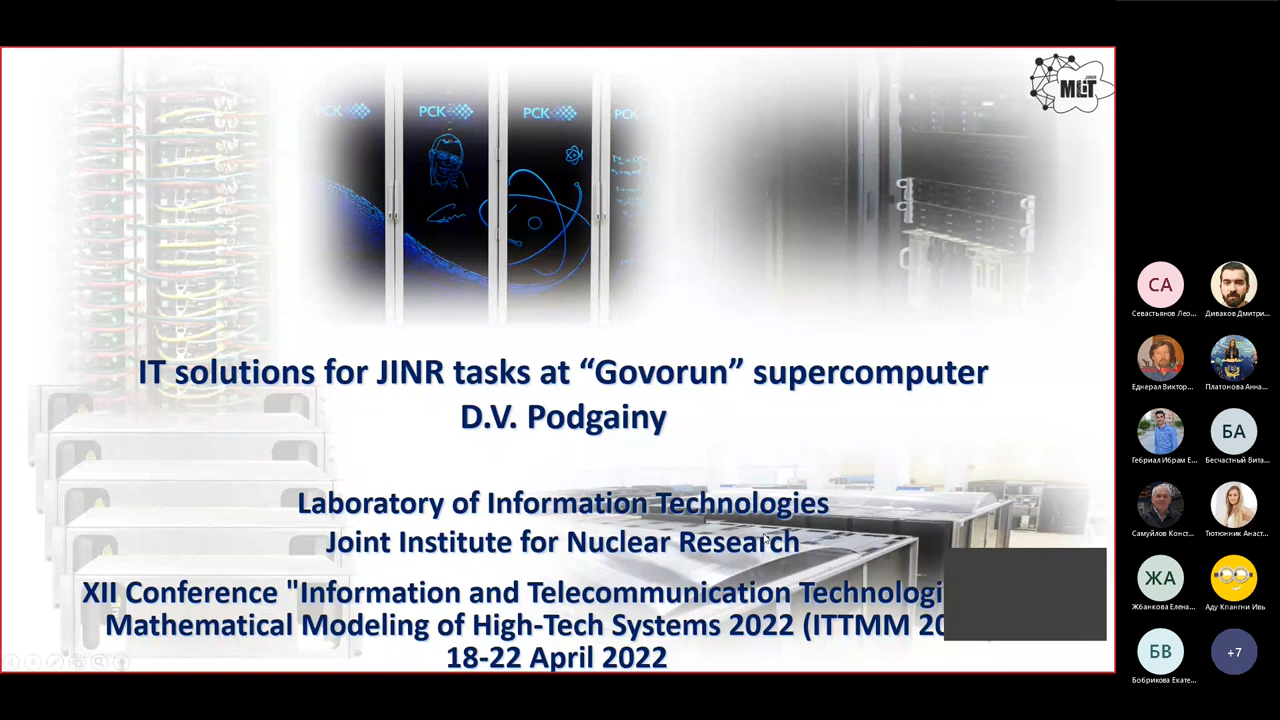 JINR
MLiT
РСК
РСК
РСК
РСК
IT solutions for JINR tasks at “Govorun” supercomputer
D.V. Podgainy
Laboratory of Information Technologies
Joint Institute for Nuclear Research
XII Conference "Information and Telecommunication Technologi
Mathematical Modeling of High-Tech Systems 2022 (ITTMM 20
18-22 April 2022
СА
Севастьянов Лео...
Диваков Дмитри...
Еднерал Виктор...
Платонова Анна...
БА
Гебриал Ибрам Е...
Бесчастный Вита...
Самуйлов Конст...
Тютюнник Анаст...
ЖА
Жбанкова Елена...
Аду Кпангни Ивь
БВ
+7
Бобрикова Екате...